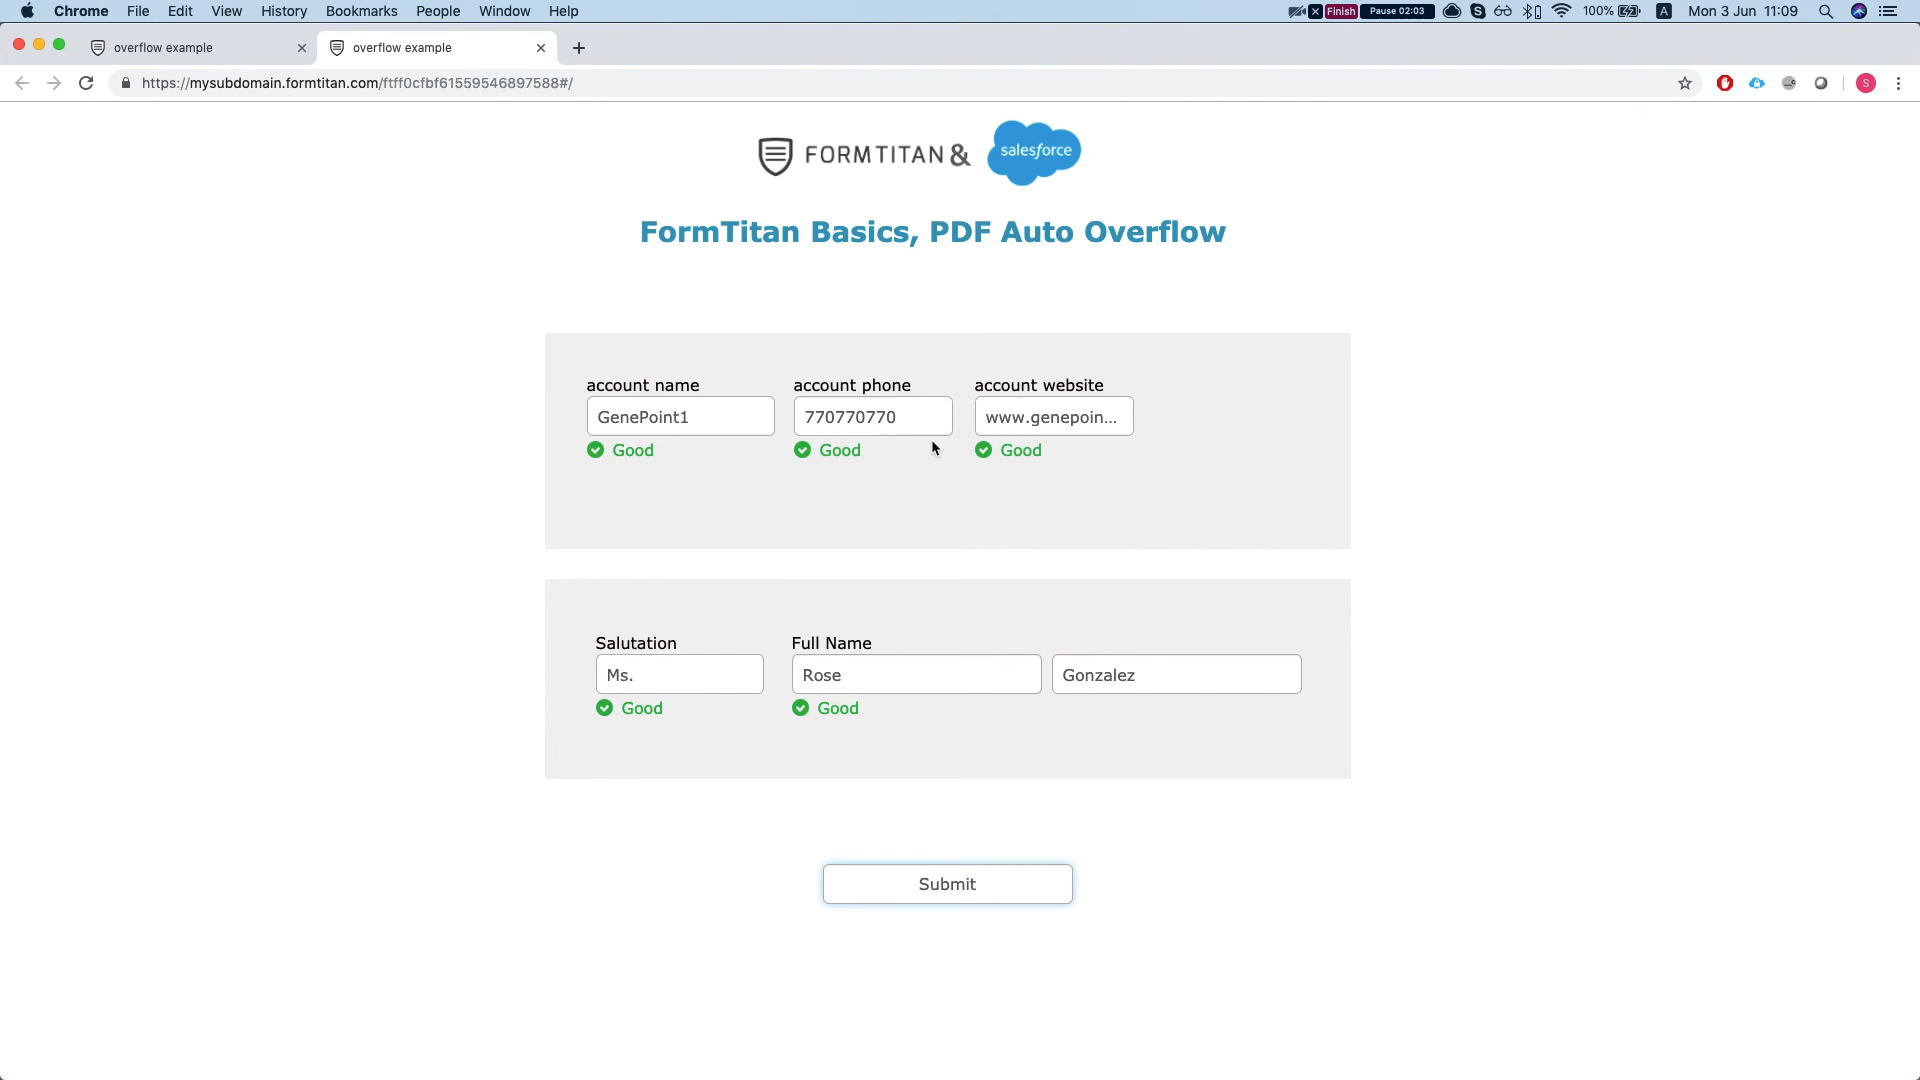 Chrome File Edit View History Bookmarks People Window Help Finish Pause 02:03 100% A Mon 3 Jun 11:09
overflow example overflow example
https://mysubdomain.formtitan.com/ftff0cfbf61559546897588#/ S
FORMTITAN & salesforce
FormTitan Basics, PDF Auto Overflow
account name account phone account website
GenePoint1 770770770 www.genepoin...
Good Good Good
Salutation Full Name
Ms. Rose Gonzalez
Good Good
Submit